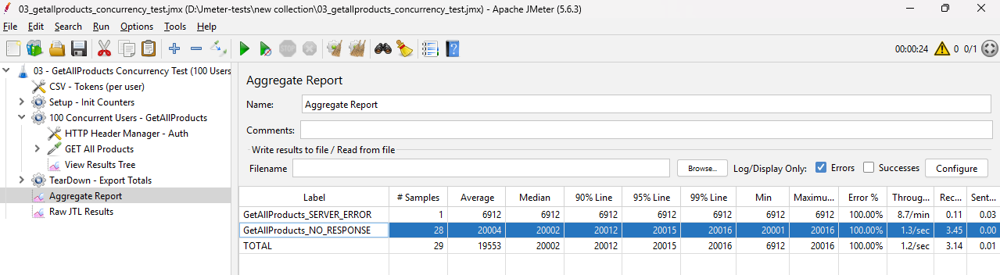 03_getallproducts_concurrency_test.jmx (D:\Jmeter-tests\new collection\03_getallproducts_concurrency_test.jmx) - Apache JMeter (5.6.3)
File Edit Search Run Options Tools Help
STOP 00:00:24 0 0/1
03 - GetAllProducts Concurrency Test (100 Users
CSV - Tokens (per user)
Setup - Init Counters
100 Concurrent Users - GetAllProducts
HTTP Header Manager - Auth
GET All Products
View Results Tree
TearDown - Export Totals
Aggregate Report
Raw JTL Results
Aggregate Report
Name: Aggregate Report
Comments:
Write results to file / Read from file
Filename Browse... Log/Display Only: Errors Successes Configure
Label # Samples Average Median 90% Line 95% Line 99% Line Min Maximu... Error % Throug... Rec... Sent...
GetAllProducts_SERVER_ERROR 1 6912 6912 6912 6912 6912 6912 6912 100.00% 8.7/min 0.11 0.03
GetAllProducts_NO_RESPONSE 28 20004 20002 20012 20015 20016 20001 20016 100.00% 1.3/sec 3.45 0.00
TOTAL 29 19553 20002 20012 20015 20016 6912 20016 100.00% 1.2/sec 3.14 0.01